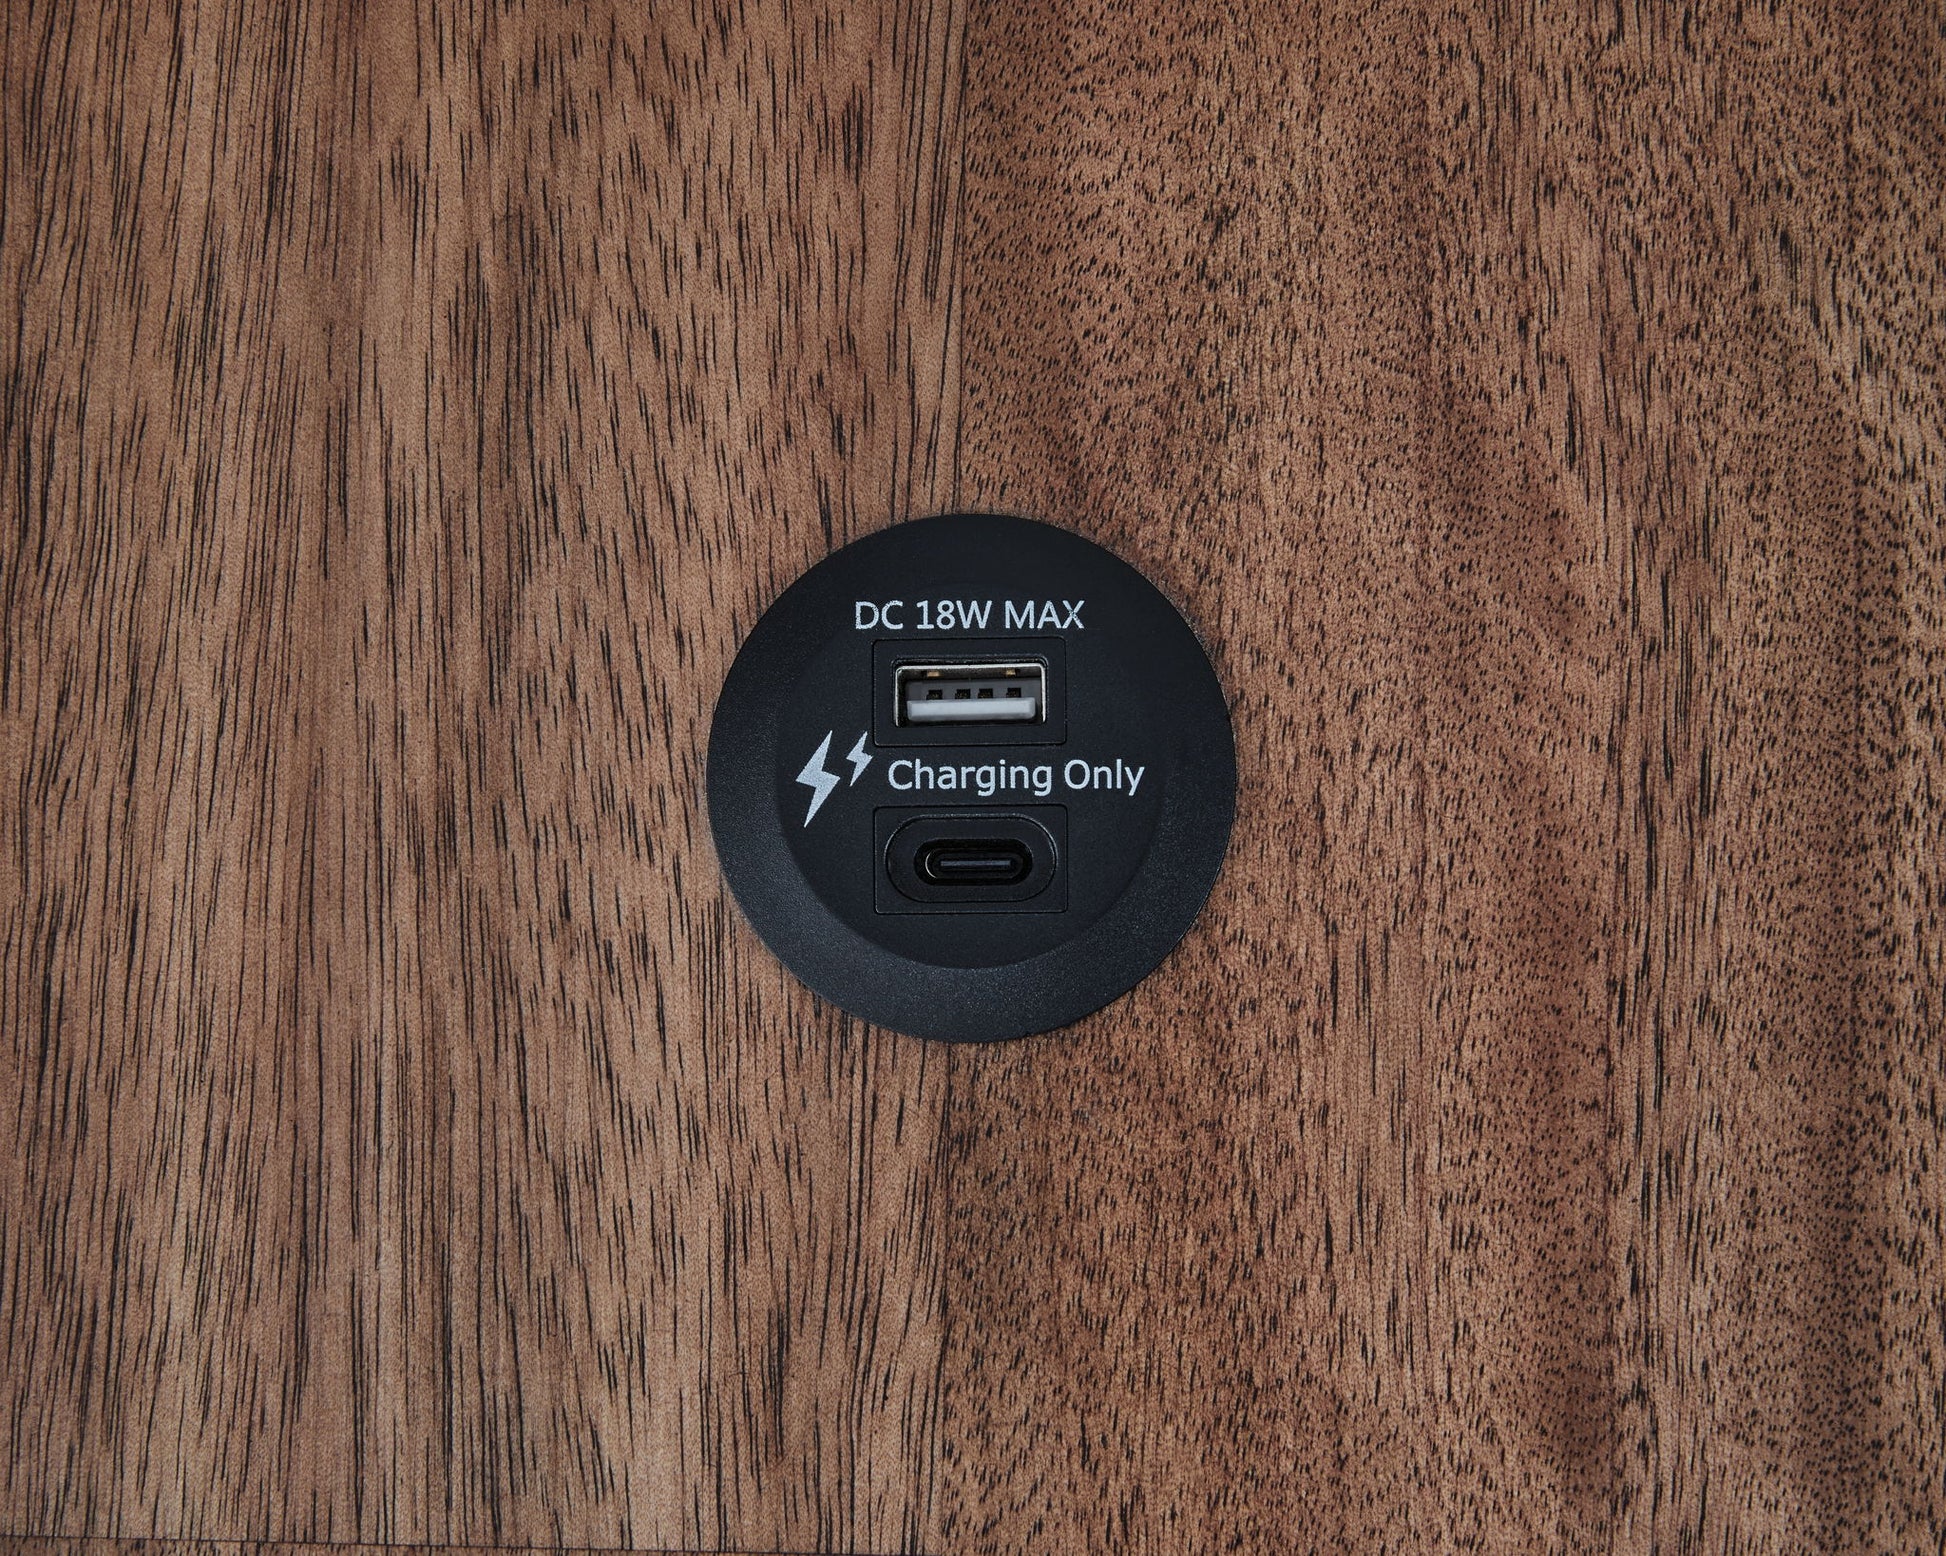 DC 18W MAX
Charging Only